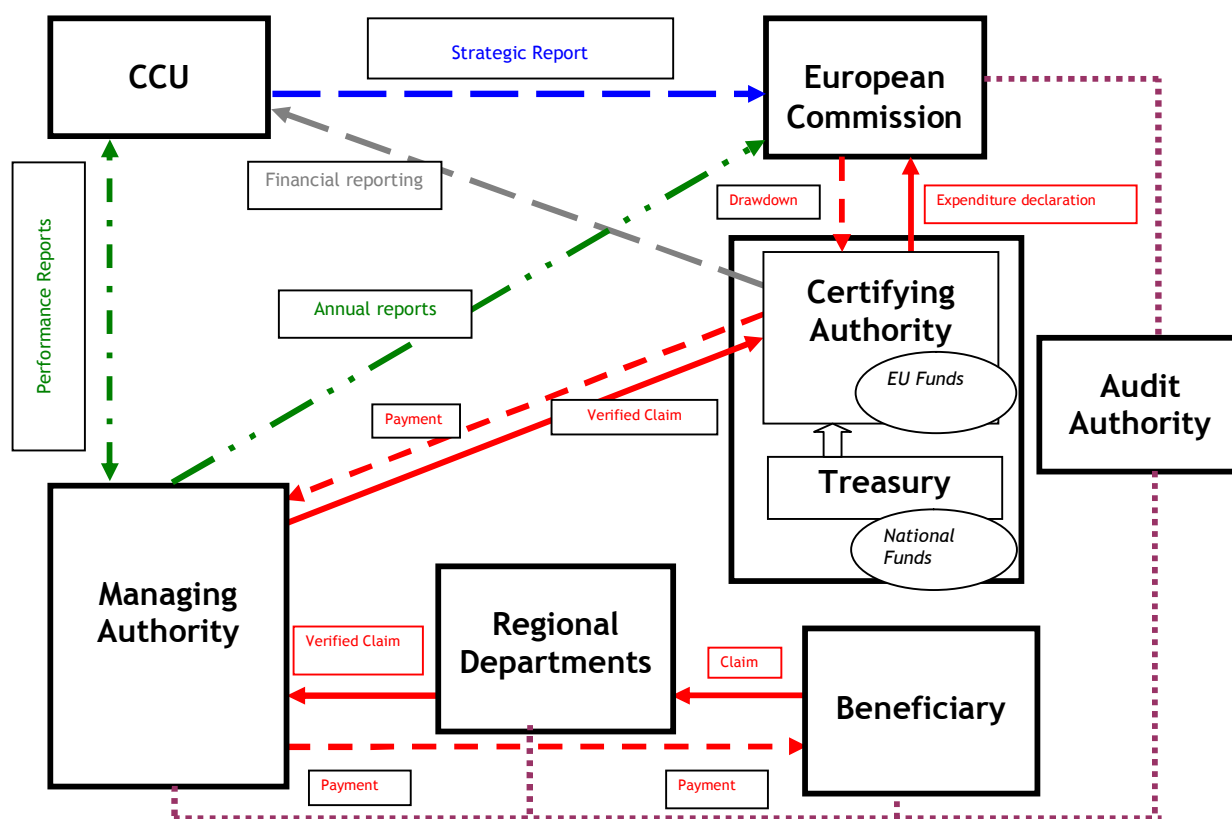 CCU
Strategic Report
European
Commission
Performance Reports
Financial reporting
Drawdown
Expenditure declaration
Annual reports
Certifying
Authority
EU Funds
Payment
Verified Claim
Audit
Authority
Treasury
National
Funds
Managing
Authority
Verified Claim
Regional
Departments
Claim
Beneficiary
Payment
Payment